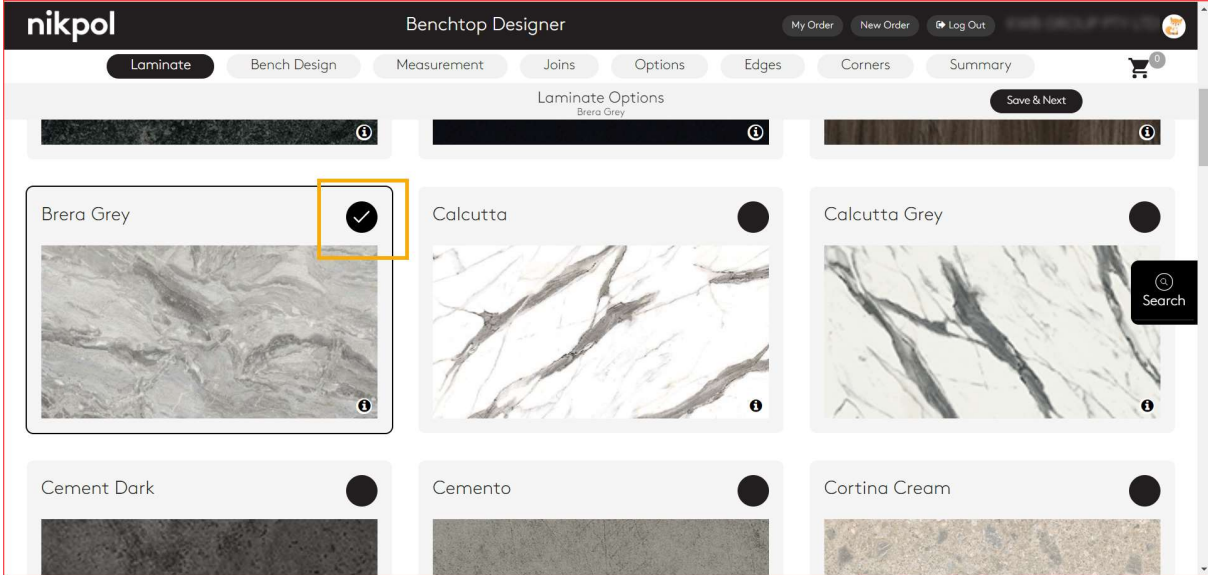 nikpol
Benchtop Designer
My Order
New Order
Log Out
Laminate
Bench Design
Measurement
Joins
Options
Edges
Corners
Summary
0
Laminate Options
Brera Grey
Save & Next
Brera Grey
Calcutta
Calcutta Grey
Search
Cement Dark
Cemento
Cortina Cream